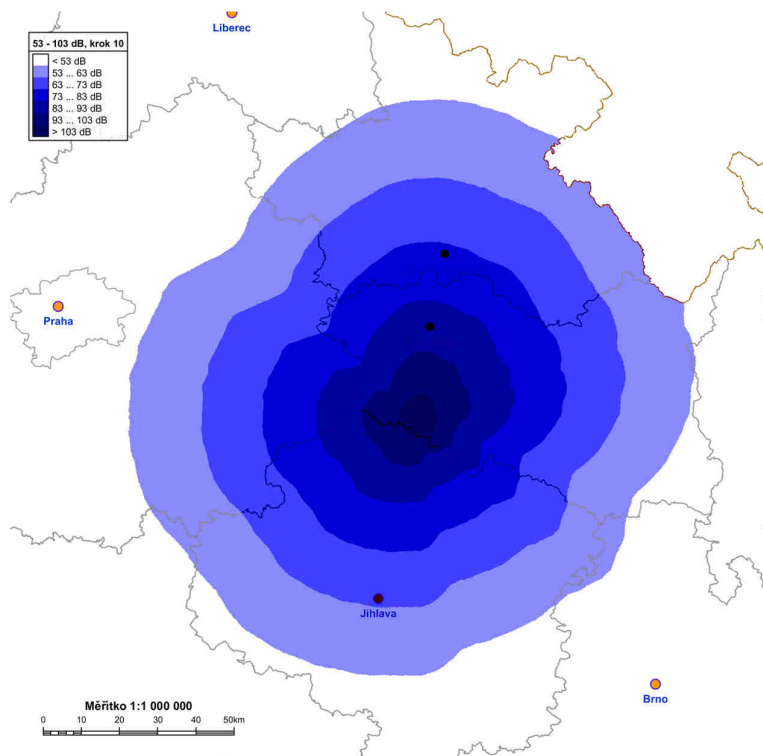 Liberec
53 - 103 dB, krok 10
< 53 dB
53 ... 63 dB
63 ... 73 dB
73 ... 83 dB
83 ... 93 dB
93 ... 103 dB
> 103 dB
Praha
Jihlava
Brno
Měřítko 1:1 000 000
0 10 20 30 40 50km